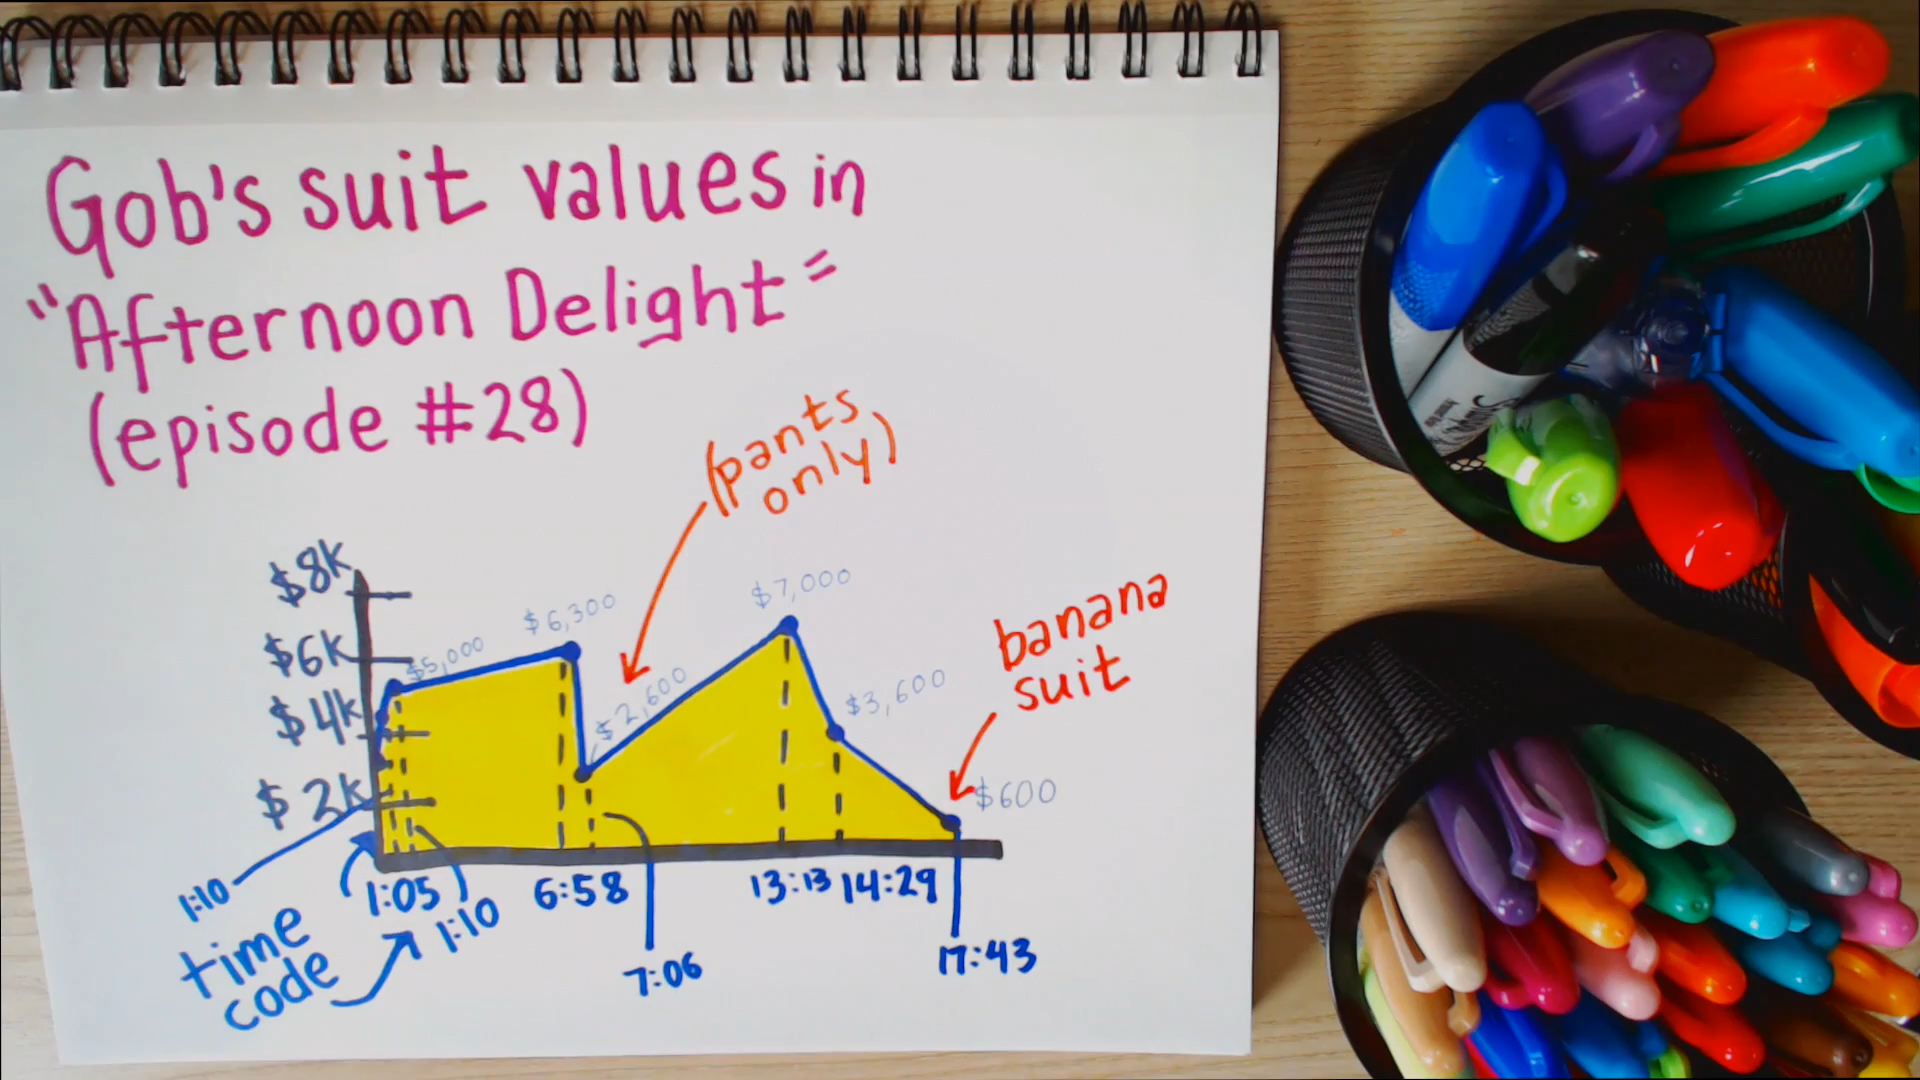 Gob's suit values in
"Afternoon Delight"
(episode #28)
(pants
only)
$8K
$6K
$4K
$2K
$5,000
$6,300
$2,600
$7,000
$3,600
$600
banana
suit
1:10
1:05
1:10
6:58
7:06
13:13
14:29
17:43
time
code